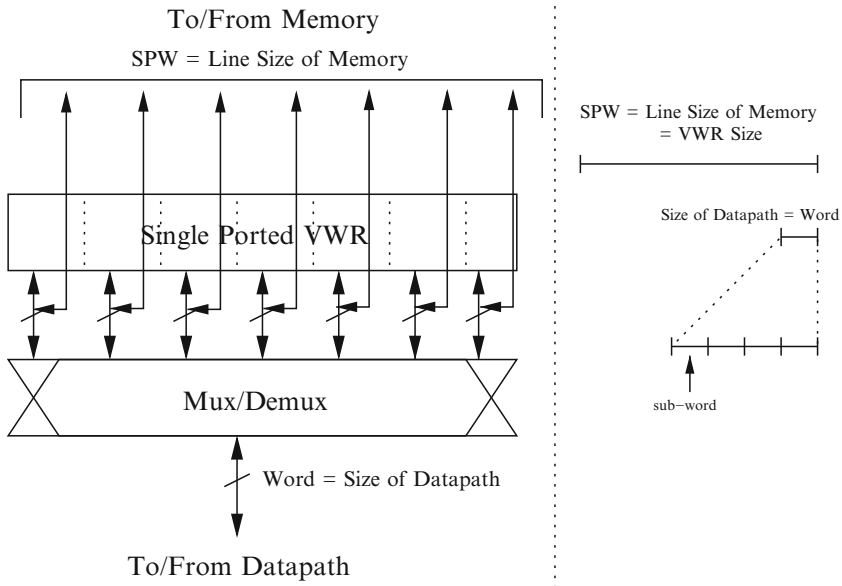 To/From Memory
SPW = Line Size of Memory
Single Ported VWR
Mux/Demux
Word = Size of Datapath
To/From Datapath
SPW = Line Size of Memory
= VWR Size
Size of Datapath = Word
sub−word